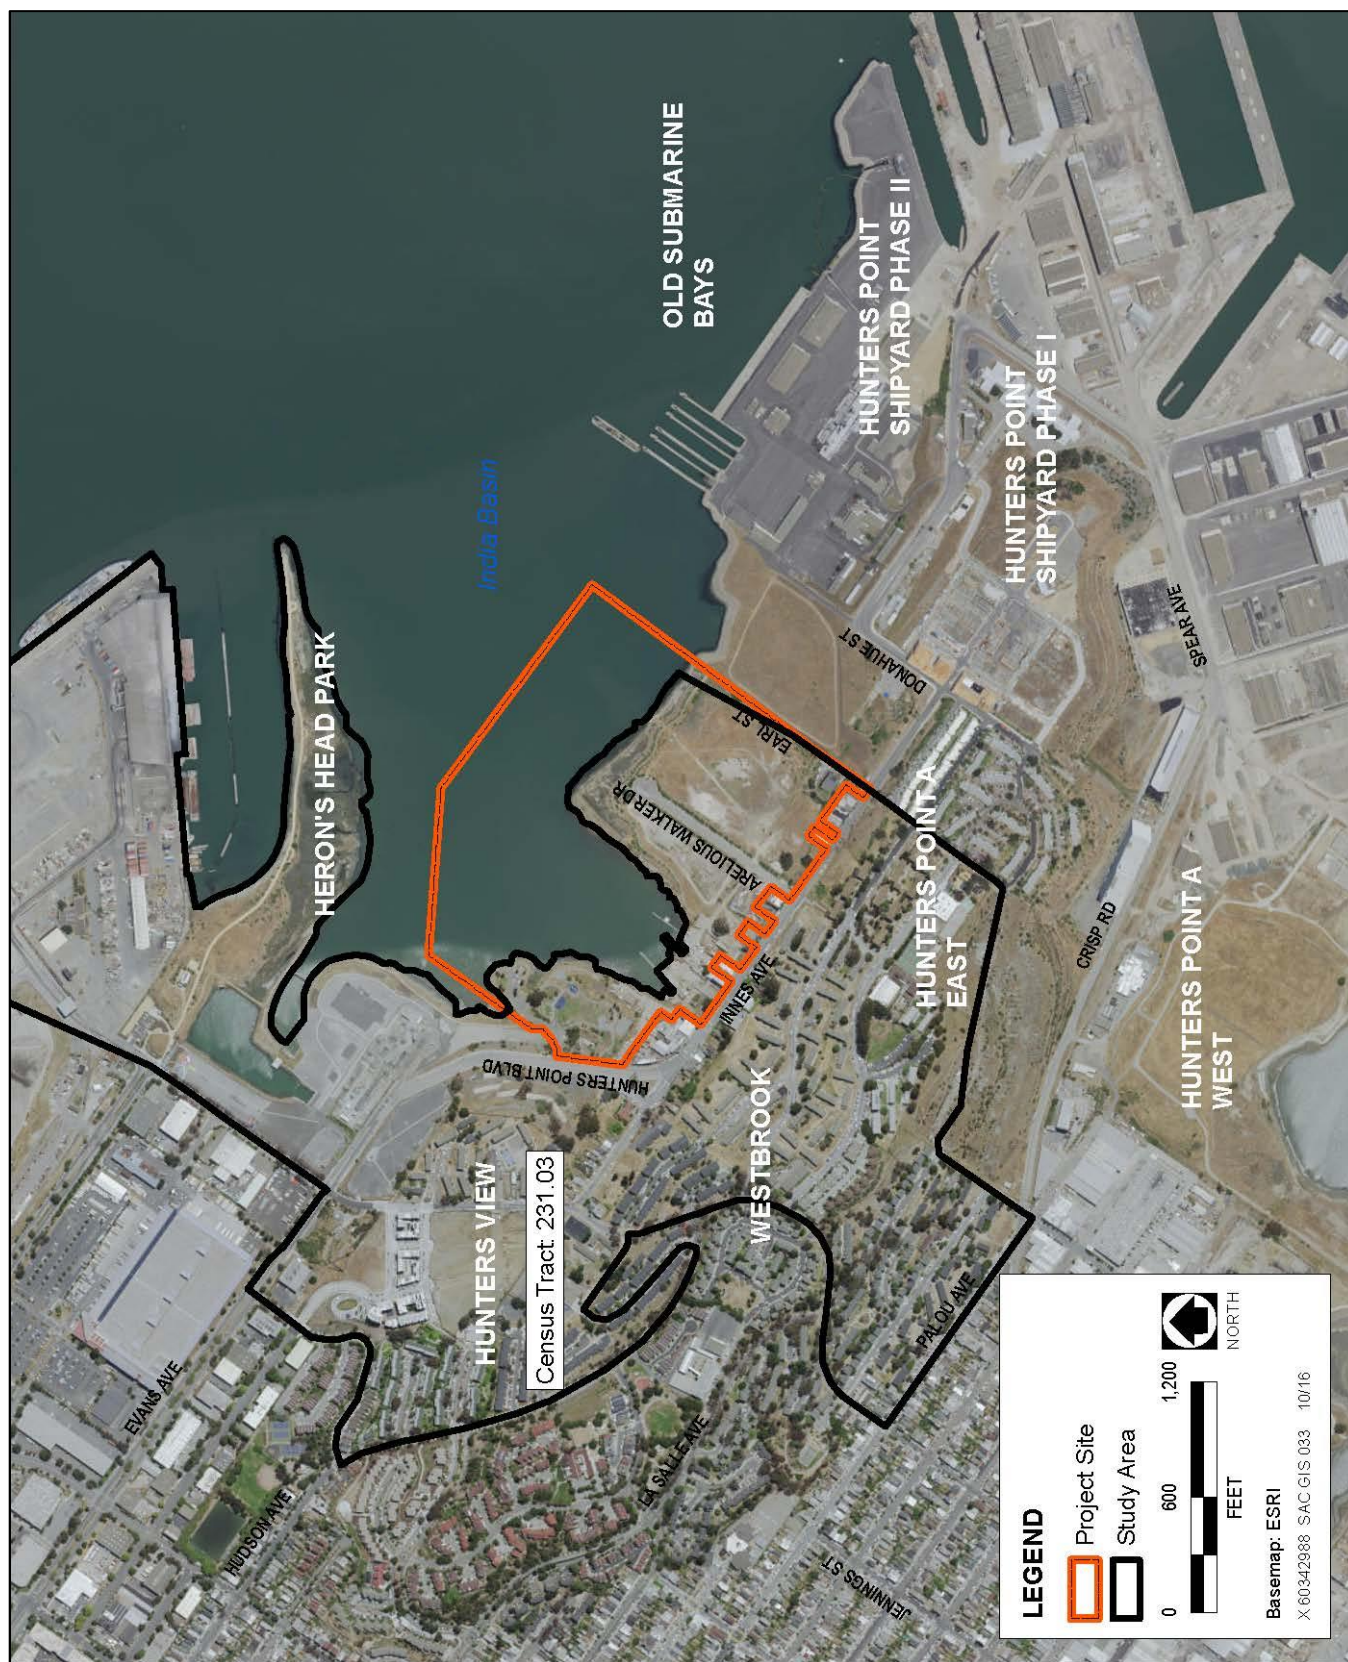 OLD SUBMARINE
BAYS
India Basin
HERON'S HEAD PARK
HUNTERS POINT
SHIPYARD PHASE II
HUNTERS POINT
SHIPYARD PHASE I
DONAHUE ST
EARL ST
ARELIOUS WALKER DR
SPEAR AVE
HUNTERS POINT A
EAST
CRISP RD
HUNTERS POINT A
WEST
INNES AVE
HUNTERS POINT BLVD
WESTBROOK
HUNTERS VIEW
Census Tract: 231.03
EVANS AVE
HUDSON AVE
LA SALLE AVE
PALOU AVE
JENNINGS ST
LEGEND
Project Site
Study Area
0 600 1,200
FEET
NORTH
Basemap: ESRI
X 60342988 SAC GIS 033 10/16